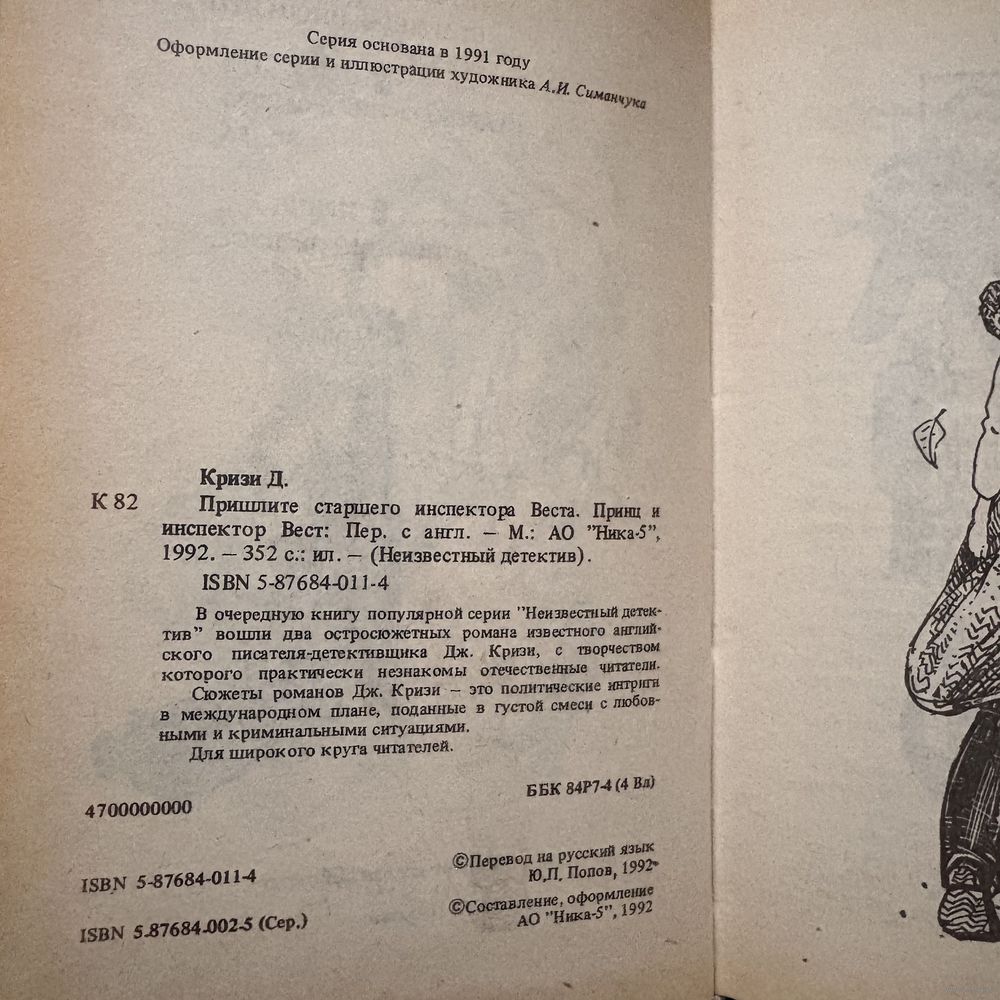 Серия основана в 1991 году
Оформление серии и иллюстрации художника А.И. Симанчука
Кризи Д.
К 82
Пришлите старшего инспектора Веста. Принц и
инспектор Вест: Пер. с англ. — М.: АО "Ника-5",
1992. — 352 с.: ил. — (Неизвестный детектив).
ISBN 5-87684-011-4
В очередную книгу популярной серии "Неизвестный детек-
тив" вошли два остросюжетных романа известного англий-
ского писателя-детективщика Дж. Кризи, с творчеством
которого практически незнакомы отечественные читатели.
Сюжеты романов Дж. Кризи — это политические интриги
в международном плане, поданные в густой смеси с любов-
ными и криминальными ситуациями.
Для широкого круга читателей.
4700000000
ББК 84Р7-4 (4 Вл)
ISBN 5-87684-011-4
ISBN 5-87684-002-5 (Сер.)
©Перевод на русский язык
Ю.П. Попов, 1992
©Составление, оформление
АО "Ника-5", 1992